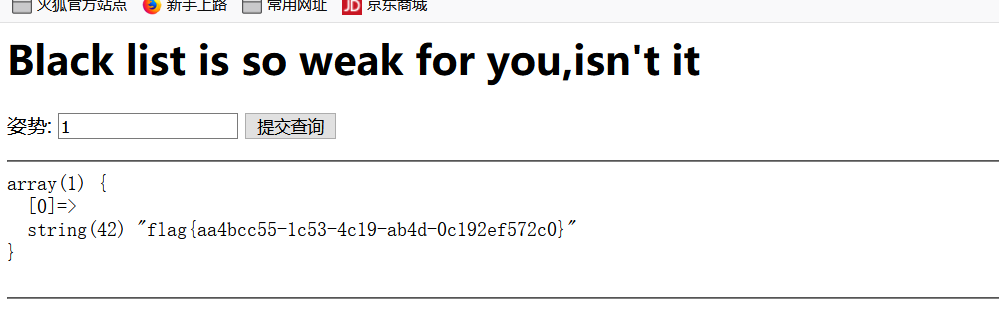 火狐官方站点 新手上路 常用网址 JD 京东商城
Black list is so weak for you,isn't it
姿势: 1 提交查询
array(1) {
[0]=>
string(42) "flag{aa4bcc55-1c53-4c19-ab4d-0c192ef572c0}"
}